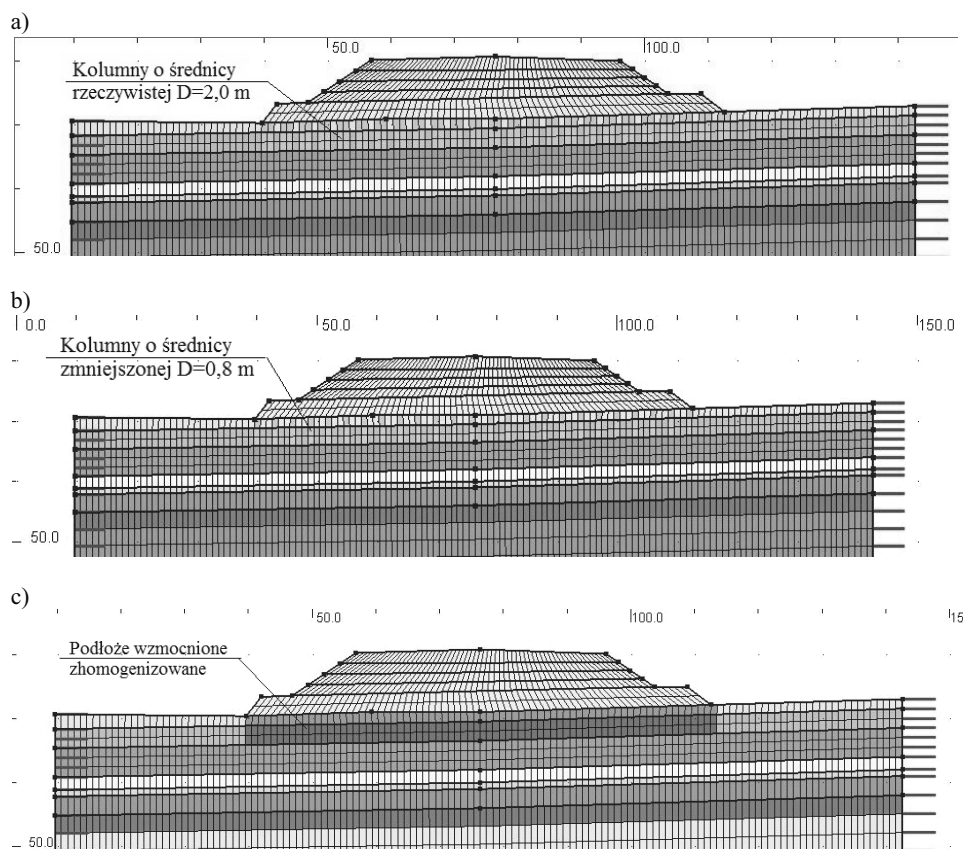 a)
50.0
100.0
Kolumny o średnicy
rzeczywistej D=2,0 m
50.0
b)
0.0
50.0
100.0
150.0
Kolumny o średnicy
zmniejszonej D=0,8 m
50.0
c)
50.0
100.0
15
Podłoże wzmocnione
zhomogenizowane
50.0